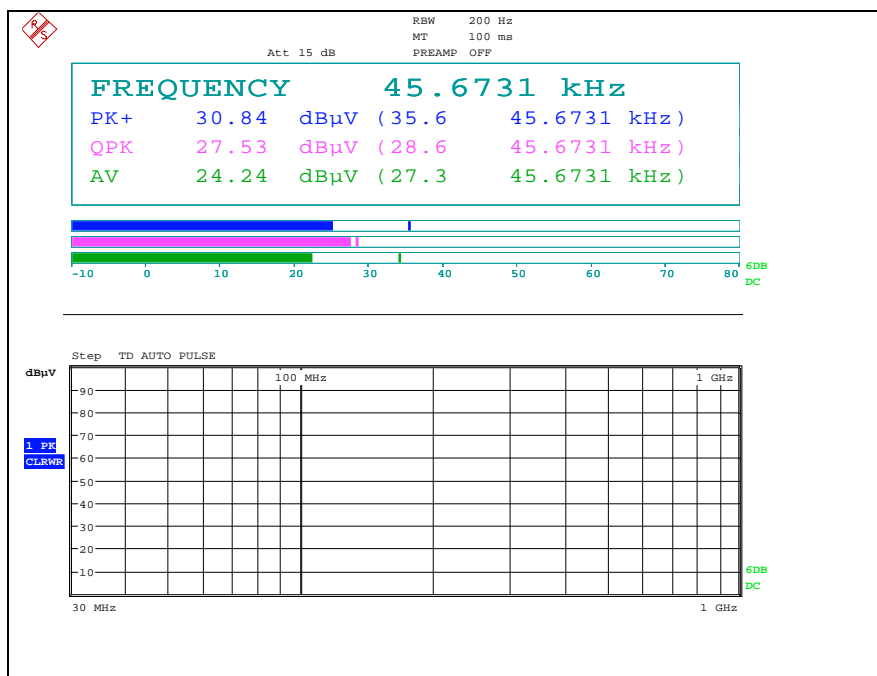 R
S
RBW 200 Hz
MT 100 ms
Att 15 dB PREAMP OFF
FREQUENCY 45.6731 kHz
PK+ 30.84 dBµV (35.6 45.6731 kHz)
QPK 27.53 dBµV (28.6 45.6731 kHz)
AV 24.24 dBµV (27.3 45.6731 kHz)
-10 0 10 20 30 40 50 60 70 80
6DB
DC
Step TD AUTO PULSE
dBµV
100 MHz 1 GHz
90
80
70
1 PK
CLRWR
60
50
40
30
20
10
6DB
DC
30 MHz 1 GHz